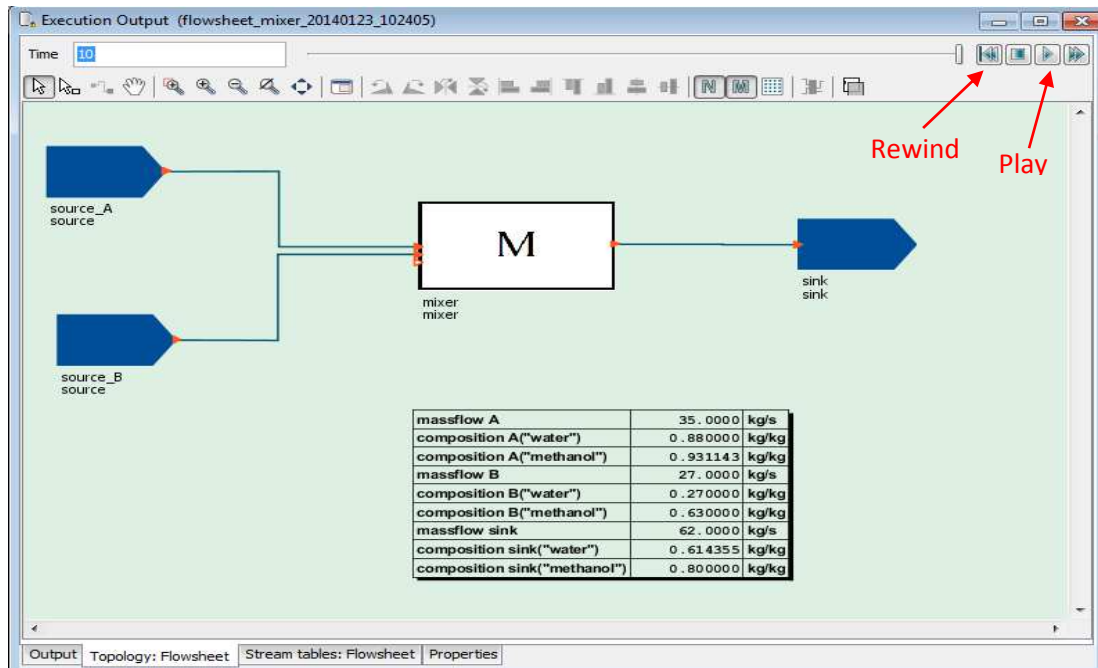 Execution Output (flowsheet_mixer_20140123_102405)
Time 10
Rewind
Play
source_A
source
M
mixer
mixer
sink
sink
source_B
source
massflow A 35.0000 kg/s
composition A("water") 0.880000 kg/kg
composition A("methanol") 0.931143 kg/kg
massflow B 27.0000 kg/s
composition B("water") 0.270000 kg/kg
composition B("methanol") 0.630000 kg/kg
massflow sink 62.0000 kg/s
composition sink("water") 0.614355 kg/kg
composition sink("methanol") 0.800000 kg/kg
Output Topology: Flowsheet Stream tables: Flowsheet Properties